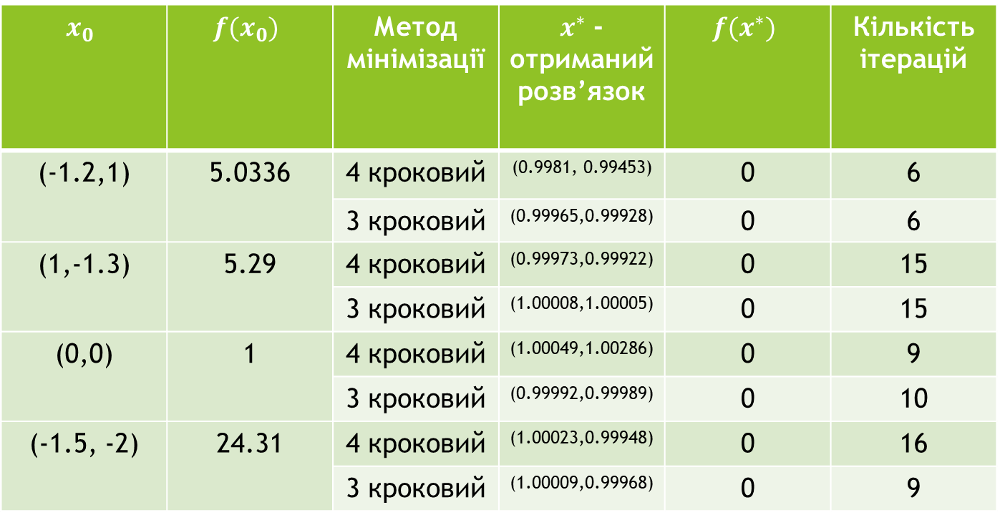 x₀ f(x₀) Метод мінімізації x* - отриманий розв’язок f(x*) Кількість ітерацій
(-1.2,1) 5.0336 4 кроковий (0.9981, 0.99453) 0 6
3 кроковий (0.99965,0.99928) 0 6
(1,-1.3) 5.29 4 кроковий (0.99973,0.99922) 0 15
3 кроковий (1.00008,1.00005) 0 15
(0,0) 1 4 кроковий (1.00049,1.00286) 0 9
3 кроковий (0.99992,0.99989) 0 10
(-1.5, -2) 24.31 4 кроковий (1.00023,0.99948) 0 16
3 кроковий (1.00009,0.99968) 0 9